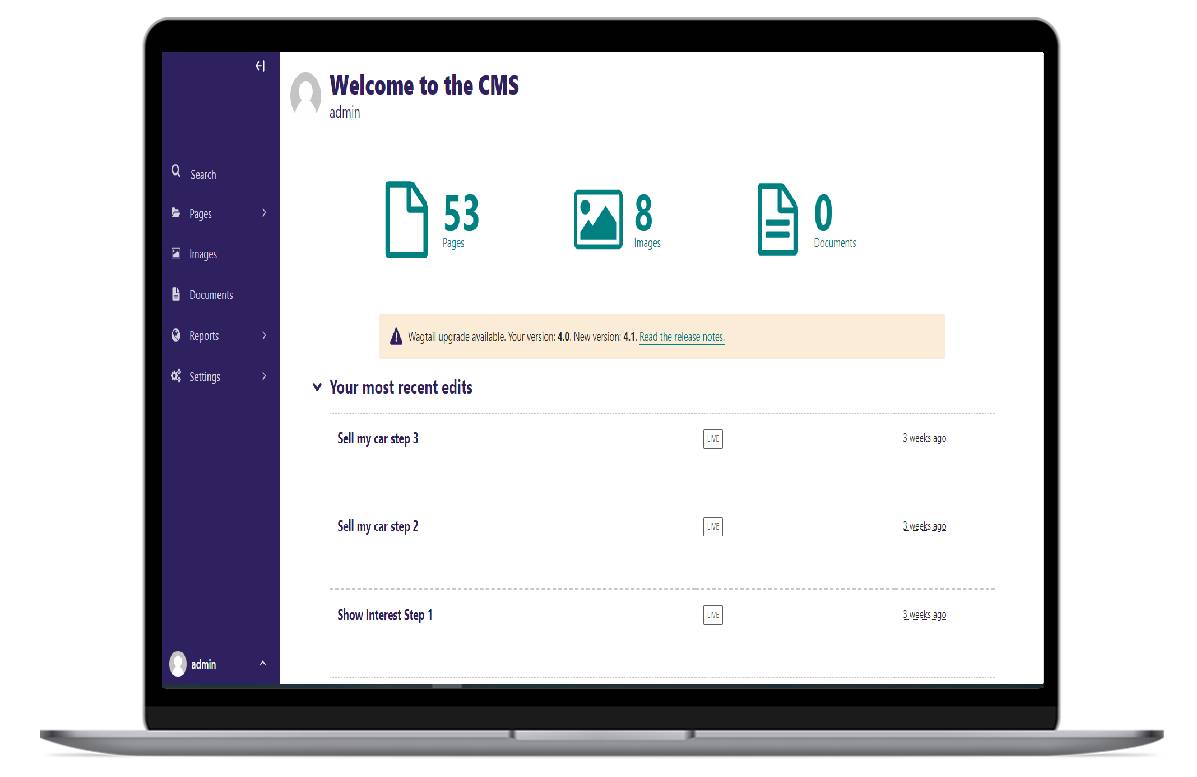 Welcome to the CMS
admin
Search
Pages
Images
Documents
Reports
Settings
admin
53
Pages
8
Images
0
Documents
Wagtail upgrade available. Your version: 4.0. New version: 4.1. Read the release notes.
Your most recent edits
Sell my car step 3 LIVE 3 weeks ago
Sell my car step 2 LIVE 3 weeks ago
Show Interest Step 1 LIVE 3 weeks ago